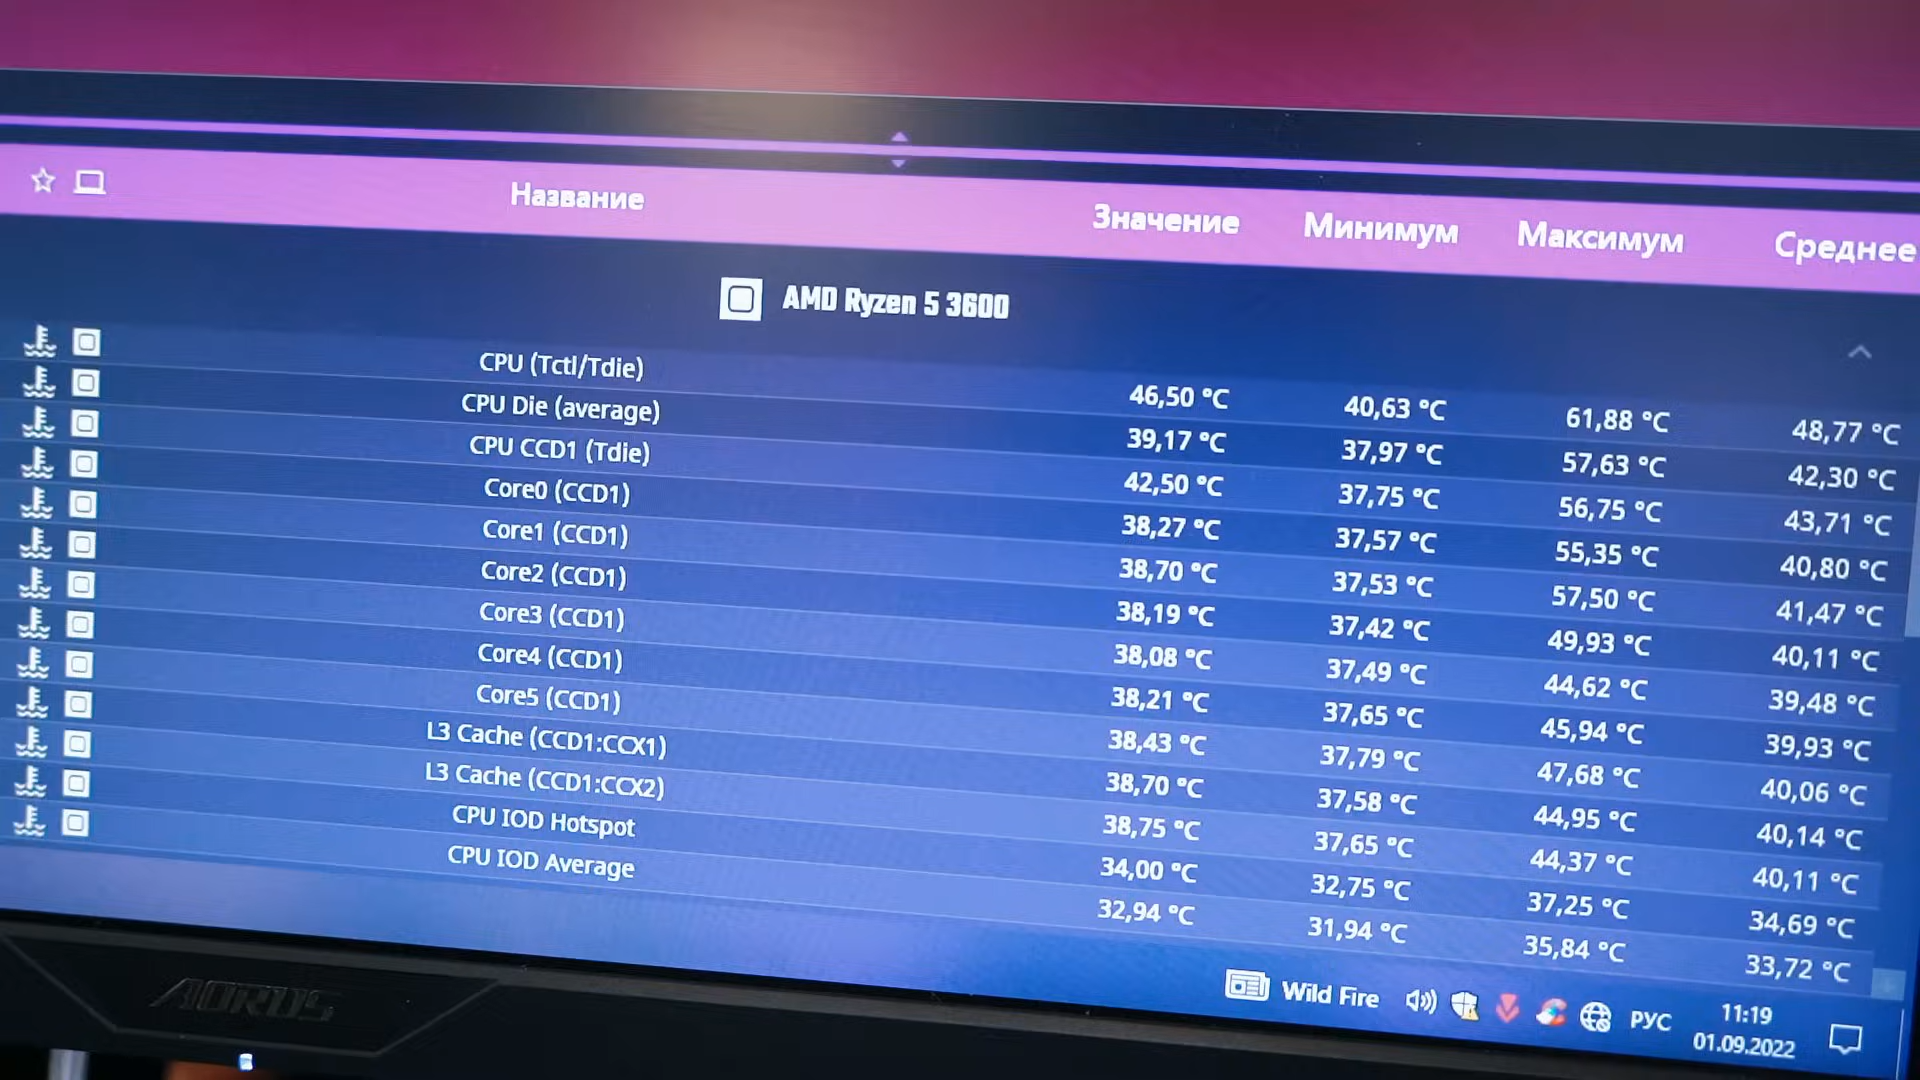 Название Значение Минимум Максимум Среднее
AMD Ryzen 5 3600
CPU (Tctl/Tdie) 46,50 °C 40,63 °C 61,88 °C 48,77 °C
CPU Die (average) 39,17 °C 37,97 °C 57,63 °C 42,30 °C
CPU CCD1 (Tdie) 42,50 °C 37,75 °C 56,75 °C 43,71 °C
Core0 (CCD1) 38,27 °C 37,57 °C 55,35 °C 40,80 °C
Core1 (CCD1) 38,70 °C 37,53 °C 57,50 °C 41,47 °C
Core2 (CCD1) 38,19 °C 37,42 °C 49,93 °C 40,11 °C
Core3 (CCD1) 38,08 °C 37,49 °C 44,62 °C 39,48 °C
Core4 (CCD1) 38,21 °C 37,65 °C 45,94 °C 39,93 °C
Core5 (CCD1) 38,43 °C 37,79 °C 47,68 °C 40,06 °C
L3 Cache (CCD1:CCX1) 38,70 °C 37,58 °C 44,95 °C 40,14 °C
L3 Cache (CCD1:CCX2) 38,75 °C 37,65 °C 44,37 °C 40,11 °C
CPU IOD Hotspot 34,00 °C 32,75 °C 37,25 °C 34,69 °C
CPU IOD Average 32,94 °C 31,94 °C 35,84 °C 33,72 °C
Wild Fire РУС 11:19
01.09.2022
AORUS